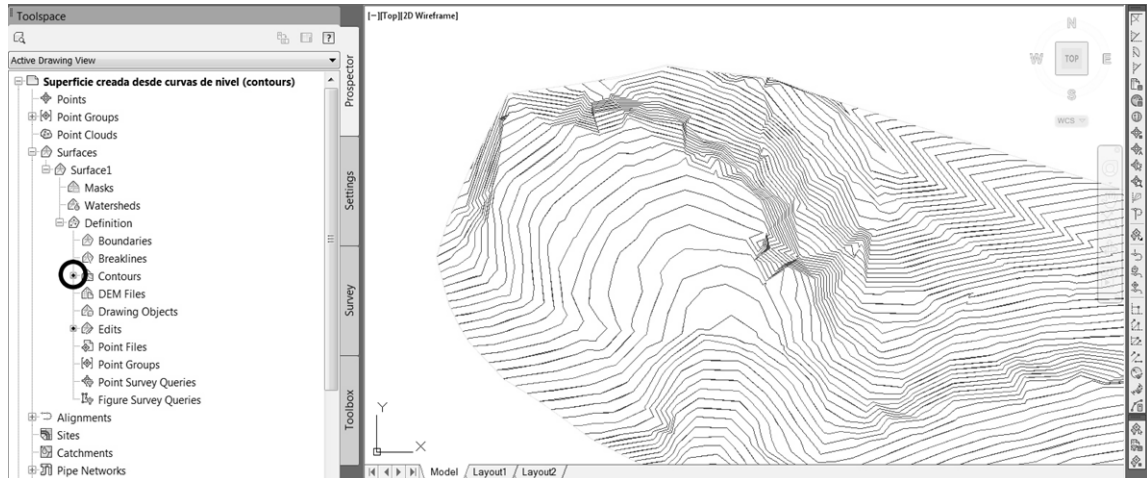 Toolspace
?
Active Drawing View
Superficie creada desde curvas de nivel (contours)
Points
Point Groups
Point Clouds
Surfaces
Surface1
Masks
Watersheds
Definition
Boundaries
Breaklines
Contours
DEM Files
Drawing Objects
Edits
Point Files
Point Groups
Point Survey Queries
Figure Survey Queries
Alignments
Sites
Catchments
Pipe Networks
Prospector
Settings
Survey
Toolbox
[−][Top][2D Wireframe]
N
W
TOP
E
S
WCS
Y
X
Model
Layout1
Layout2